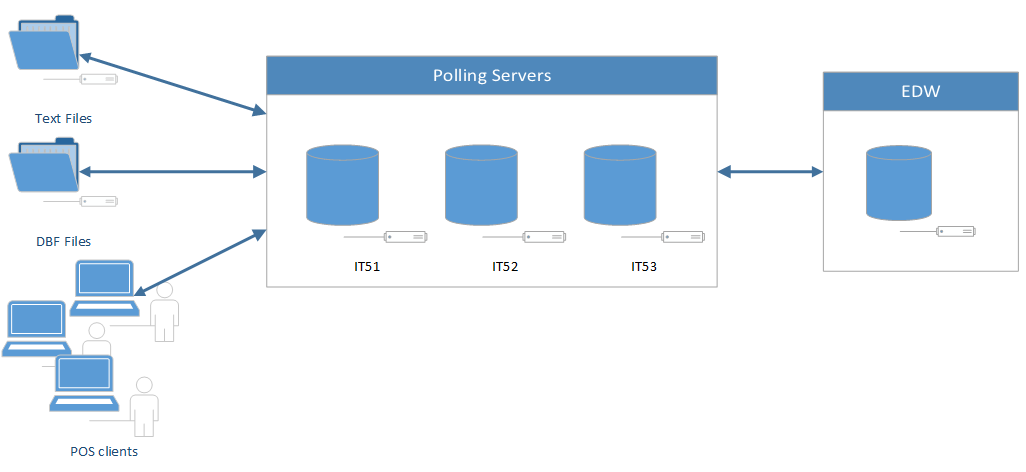 Polling Servers
EDW
Text Files
DBF Files
IT51
IT52
IT53
POS clients